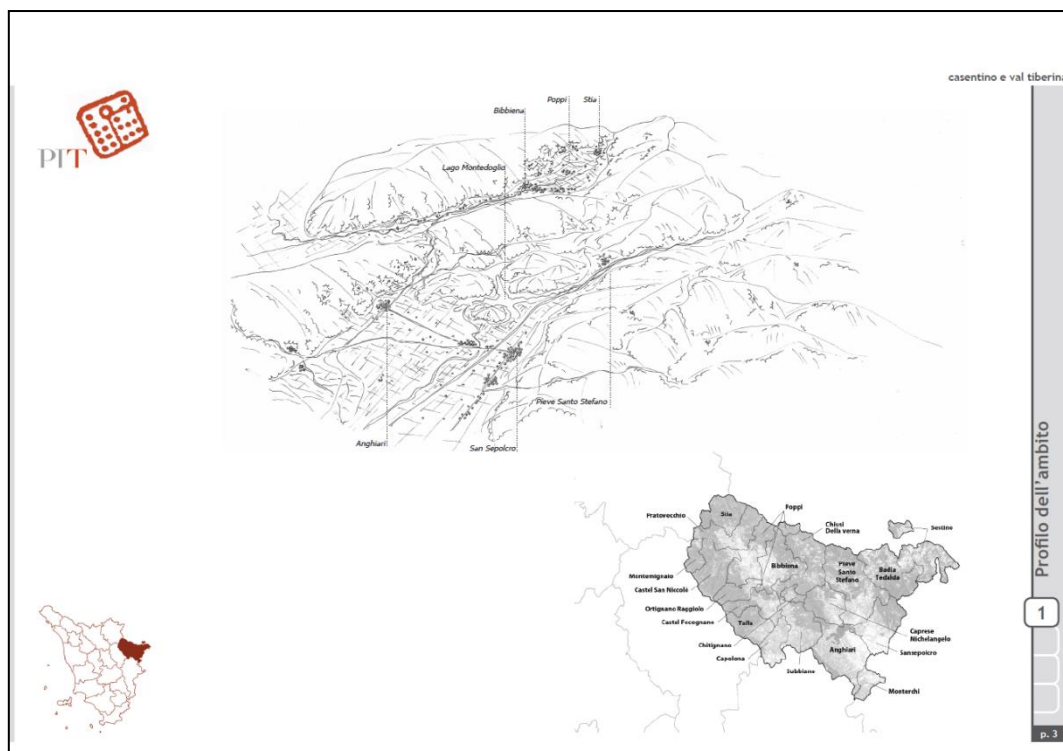 casentino e val tiberina
PIT
Poppi
Stia
Bibbiena
Lago Montedoglio
Pieve Santo Stefano
Anghiari
San Sepolcro
Profilo dell'ambito
1
Pratovecchio
Stia
Poppi
Chiusi
Della verna
Sestino
Bibbiena
Pieve
Santo
Stefano
Badia
Tedalda
Montemignaio
Castel San Niccolò
Ortignano Raggiolo
Castel Focognano
Talla
Chitignano
Capolona
Subbiano
Anghiari
Caprese
Michelangelo
Sansepolcro
Monterchi
p. 3